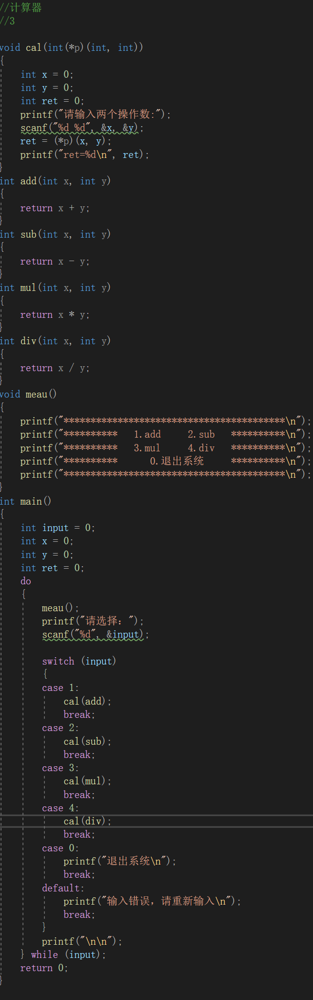 //计算器
//3
void cal(int(*p)(int, int))
{
int x = 0;
int y = 0;
int ret = 0;
printf("请输入两个操作数:");
scanf("%d %d", &x, &y);
ret = (*p)(x, y);
printf("ret=%d\n", ret);
}
int add(int x, int y)
{
return x + y;
}
int sub(int x, int y)
{
return x - y;
}
int mul(int x, int y)
{
return x * y;
}
int div(int x, int y)
{
return x / y;
}
void meau()
{
printf("*****************************************\n");
printf("**********   1.add     2.sub   **********\n");
printf("**********   3.mul     4.div   **********\n");
printf("**********      0.退出系统     **********\n");
printf("*****************************************\n");
}
int main()
{
int input = 0;
int x = 0;
int y = 0;
int ret = 0;
do
{
meau();
printf("请选择：");
scanf("%d", &input);
switch (input)
{
case 1:
cal(add);
break;
case 2:
cal(sub);
break;
case 3:
cal(mul);
break;
case 4:
cal(div);
break;
case 0:
printf("退出系统\n");
break;
default:
printf("输入错误，请重新输入\n");
break;
}
printf("\n\n");
} while (input);
return 0;
}